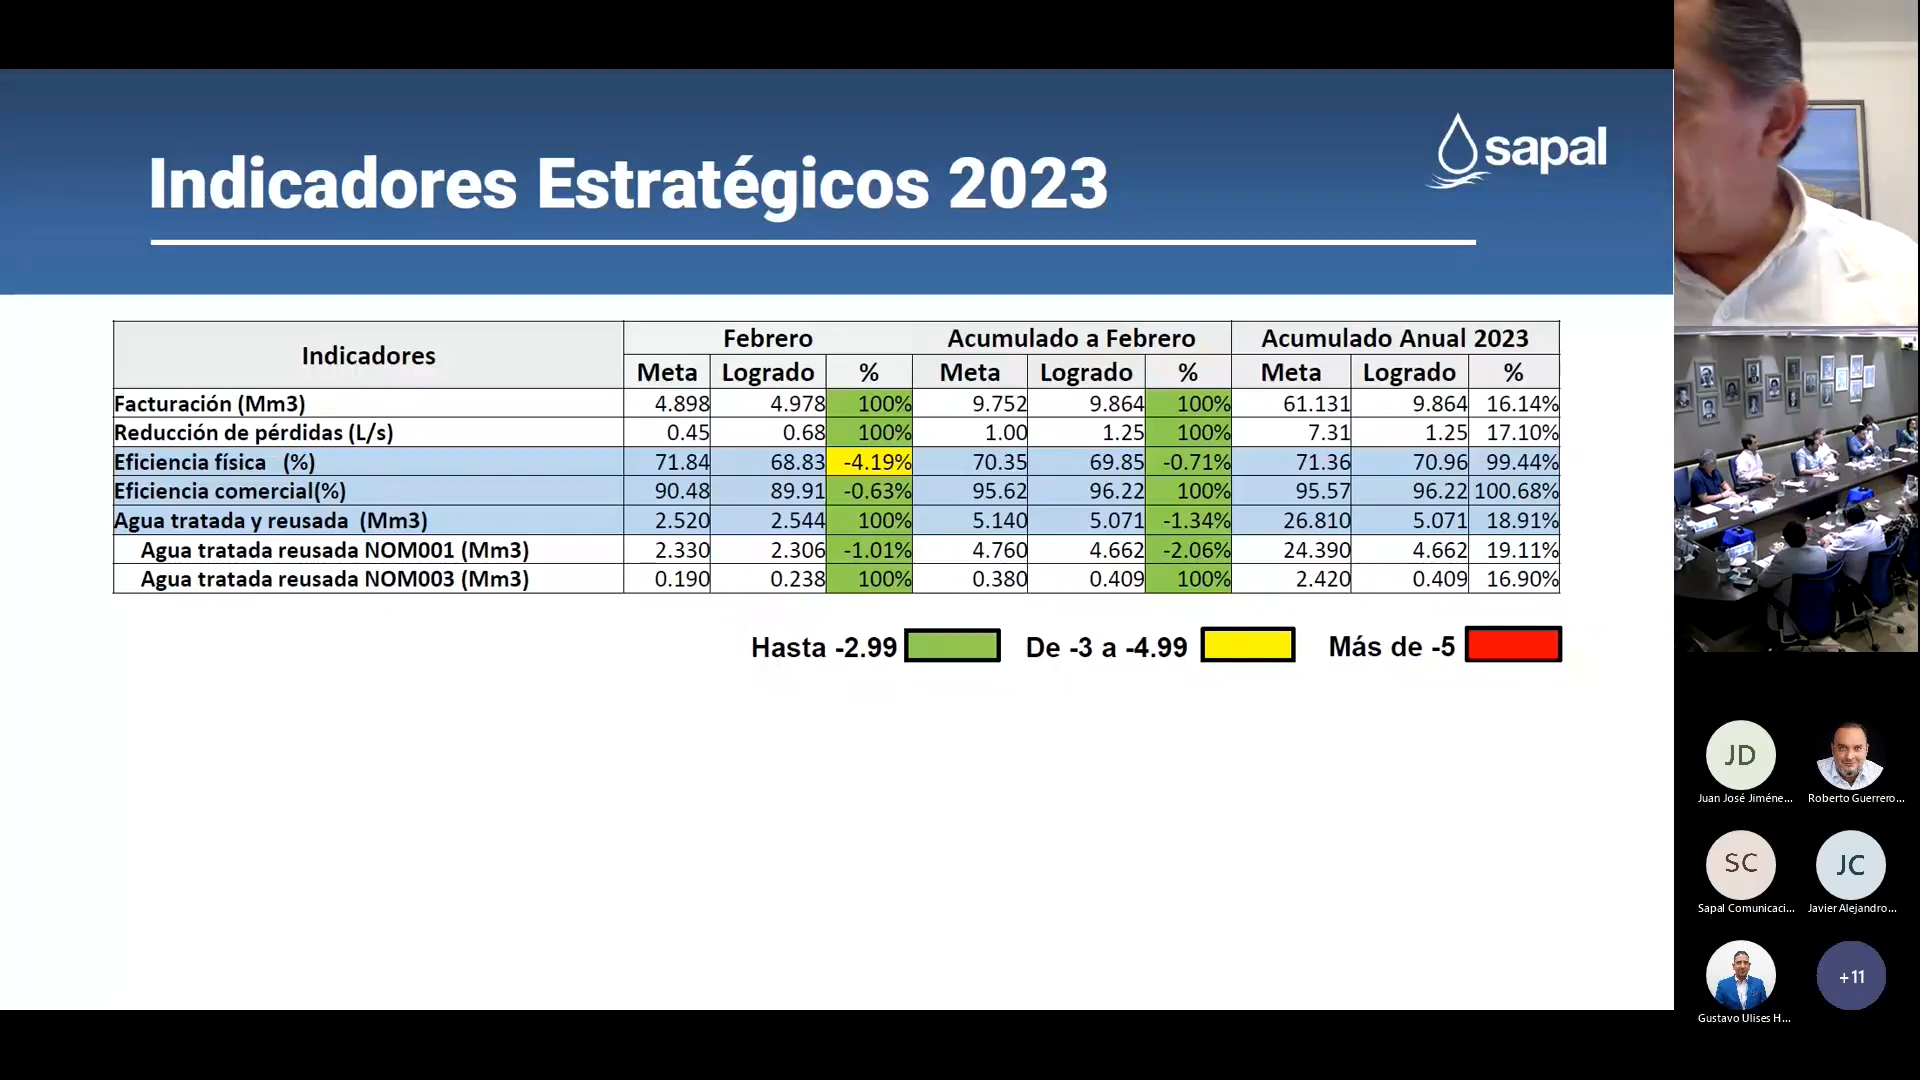 sapal
Indicadores Estratégicos 2023
Indicadores Febrero Acumulado a Febrero Acumulado Anual 2023
Meta Logrado % Meta Logrado % Meta Logrado %
Facturación (Mm3) 4.898 4.978 100% 9.752 9.864 100% 61.131 9.864 16.14%
Reducción de pérdidas (L/s) 0.45 0.68 100% 1.00 1.25 100% 7.31 1.25 17.10%
Eficiencia física (%) 71.84 68.83 -4.19% 70.35 69.85 -0.71% 71.36 70.96 99.44%
Eficiencia comercial(%) 90.48 89.91 -0.63% 95.62 96.22 100% 95.57 96.22 100.68%
Agua tratada y reusada (Mm3) 2.520 2.544 100% 5.140 5.071 -1.34% 26.810 5.071 18.91%
Agua tratada reusada NOM001 (Mm3) 2.330 2.306 -1.01% 4.760 4.662 -2.06% 24.390 4.662 19.11%
Agua tratada reusada NOM003 (Mm3) 0.190 0.238 100% 0.380 0.409 100% 2.420 0.409 16.90%
Hasta -2.99 De -3 a -4.99 Más de -5
JD
Juan José Jiméne... Roberto Guerrero...
SC JC
Sapal Comunicaci... Javier Alejandro...
+11
Gustavo Ulises H...